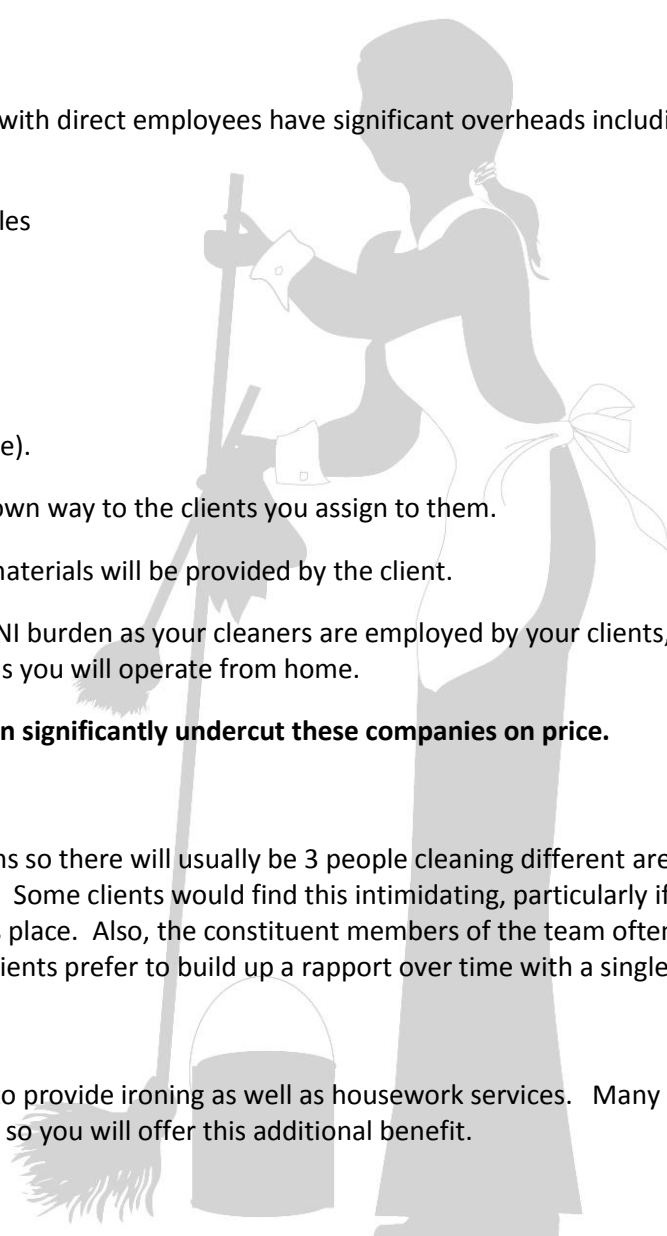 with direct employees have significant overheads includi
les
e).
own way to the clients you assign to them.
naterials will be provided by the client.
NI burden as your cleaners are employed by your clients,
s you will operate from home.
n significantly undercut these companies on price.
ns so there will usually be 3 people cleaning different are
Some clients would find this intimidating, particularly if
s place. Also, the constituent members of the team often
ients prefer to build up a rapport over time with a single
to provide ironing as well as housework services. Many
so you will offer this additional benefit.